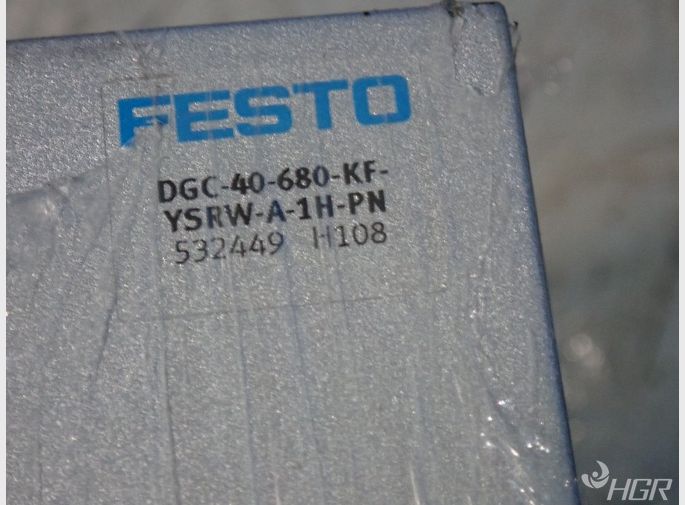 FESTO
DGC-40-680-KF-
YSRW-A-1H-PN
532449 H108
HGR